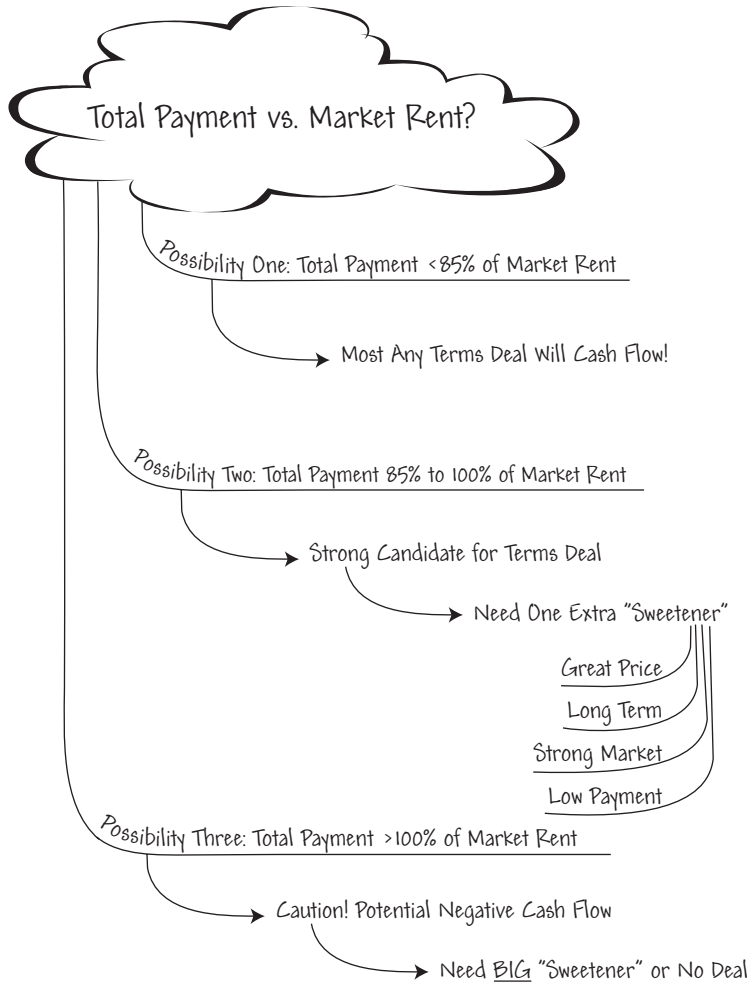 Total Payment vs. Market Rent?
Possibility One: Total Payment <85% of Market Rent
Most Any Terms Deal Will Cash Flow!
Possibility Two: Total Payment 85% to 100% of Market Rent
Strong Candidate for Terms Deal
Need One Extra "Sweetener"
Great Price
Long Term
Strong Market
Low Payment
Possibility Three: Total Payment >100% of Market Rent
Caution! Potential Negative Cash Flow
Need BIG "Sweetener" or No Deal